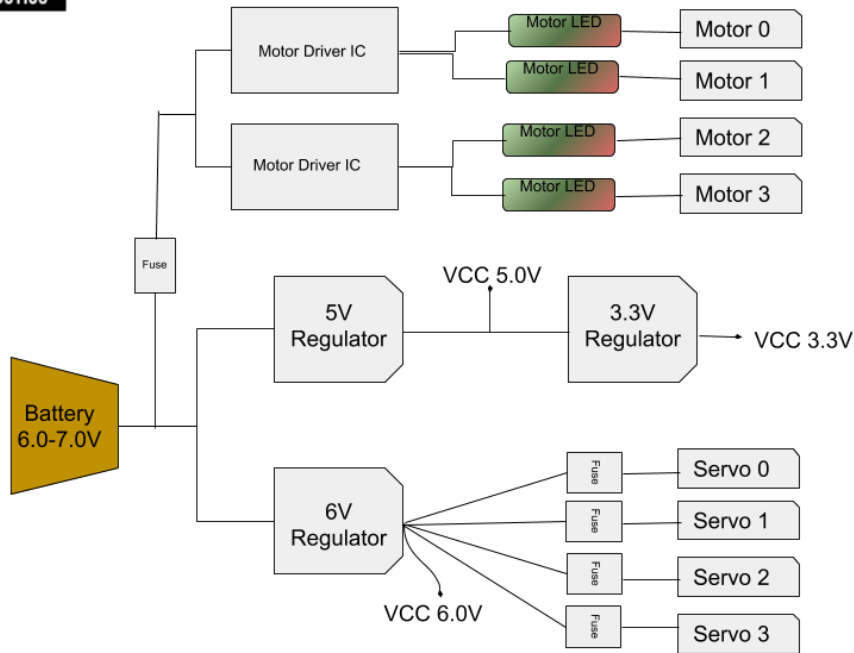 Motor Driver IC
Motor LED
Motor 0
Motor LED
Motor 1
Motor Driver IC
Motor LED
Motor 2
Motor LED
Motor 3
Fuse
5V
Regulator
VCC 5.0V
3.3V
Regulator
VCC 3.3V
Battery
6.0-7.0V
6V
Regulator
VCC 6.0V
Fuse
Servo 0
Fuse
Servo 1
Fuse
Servo 2
Fuse
Servo 3